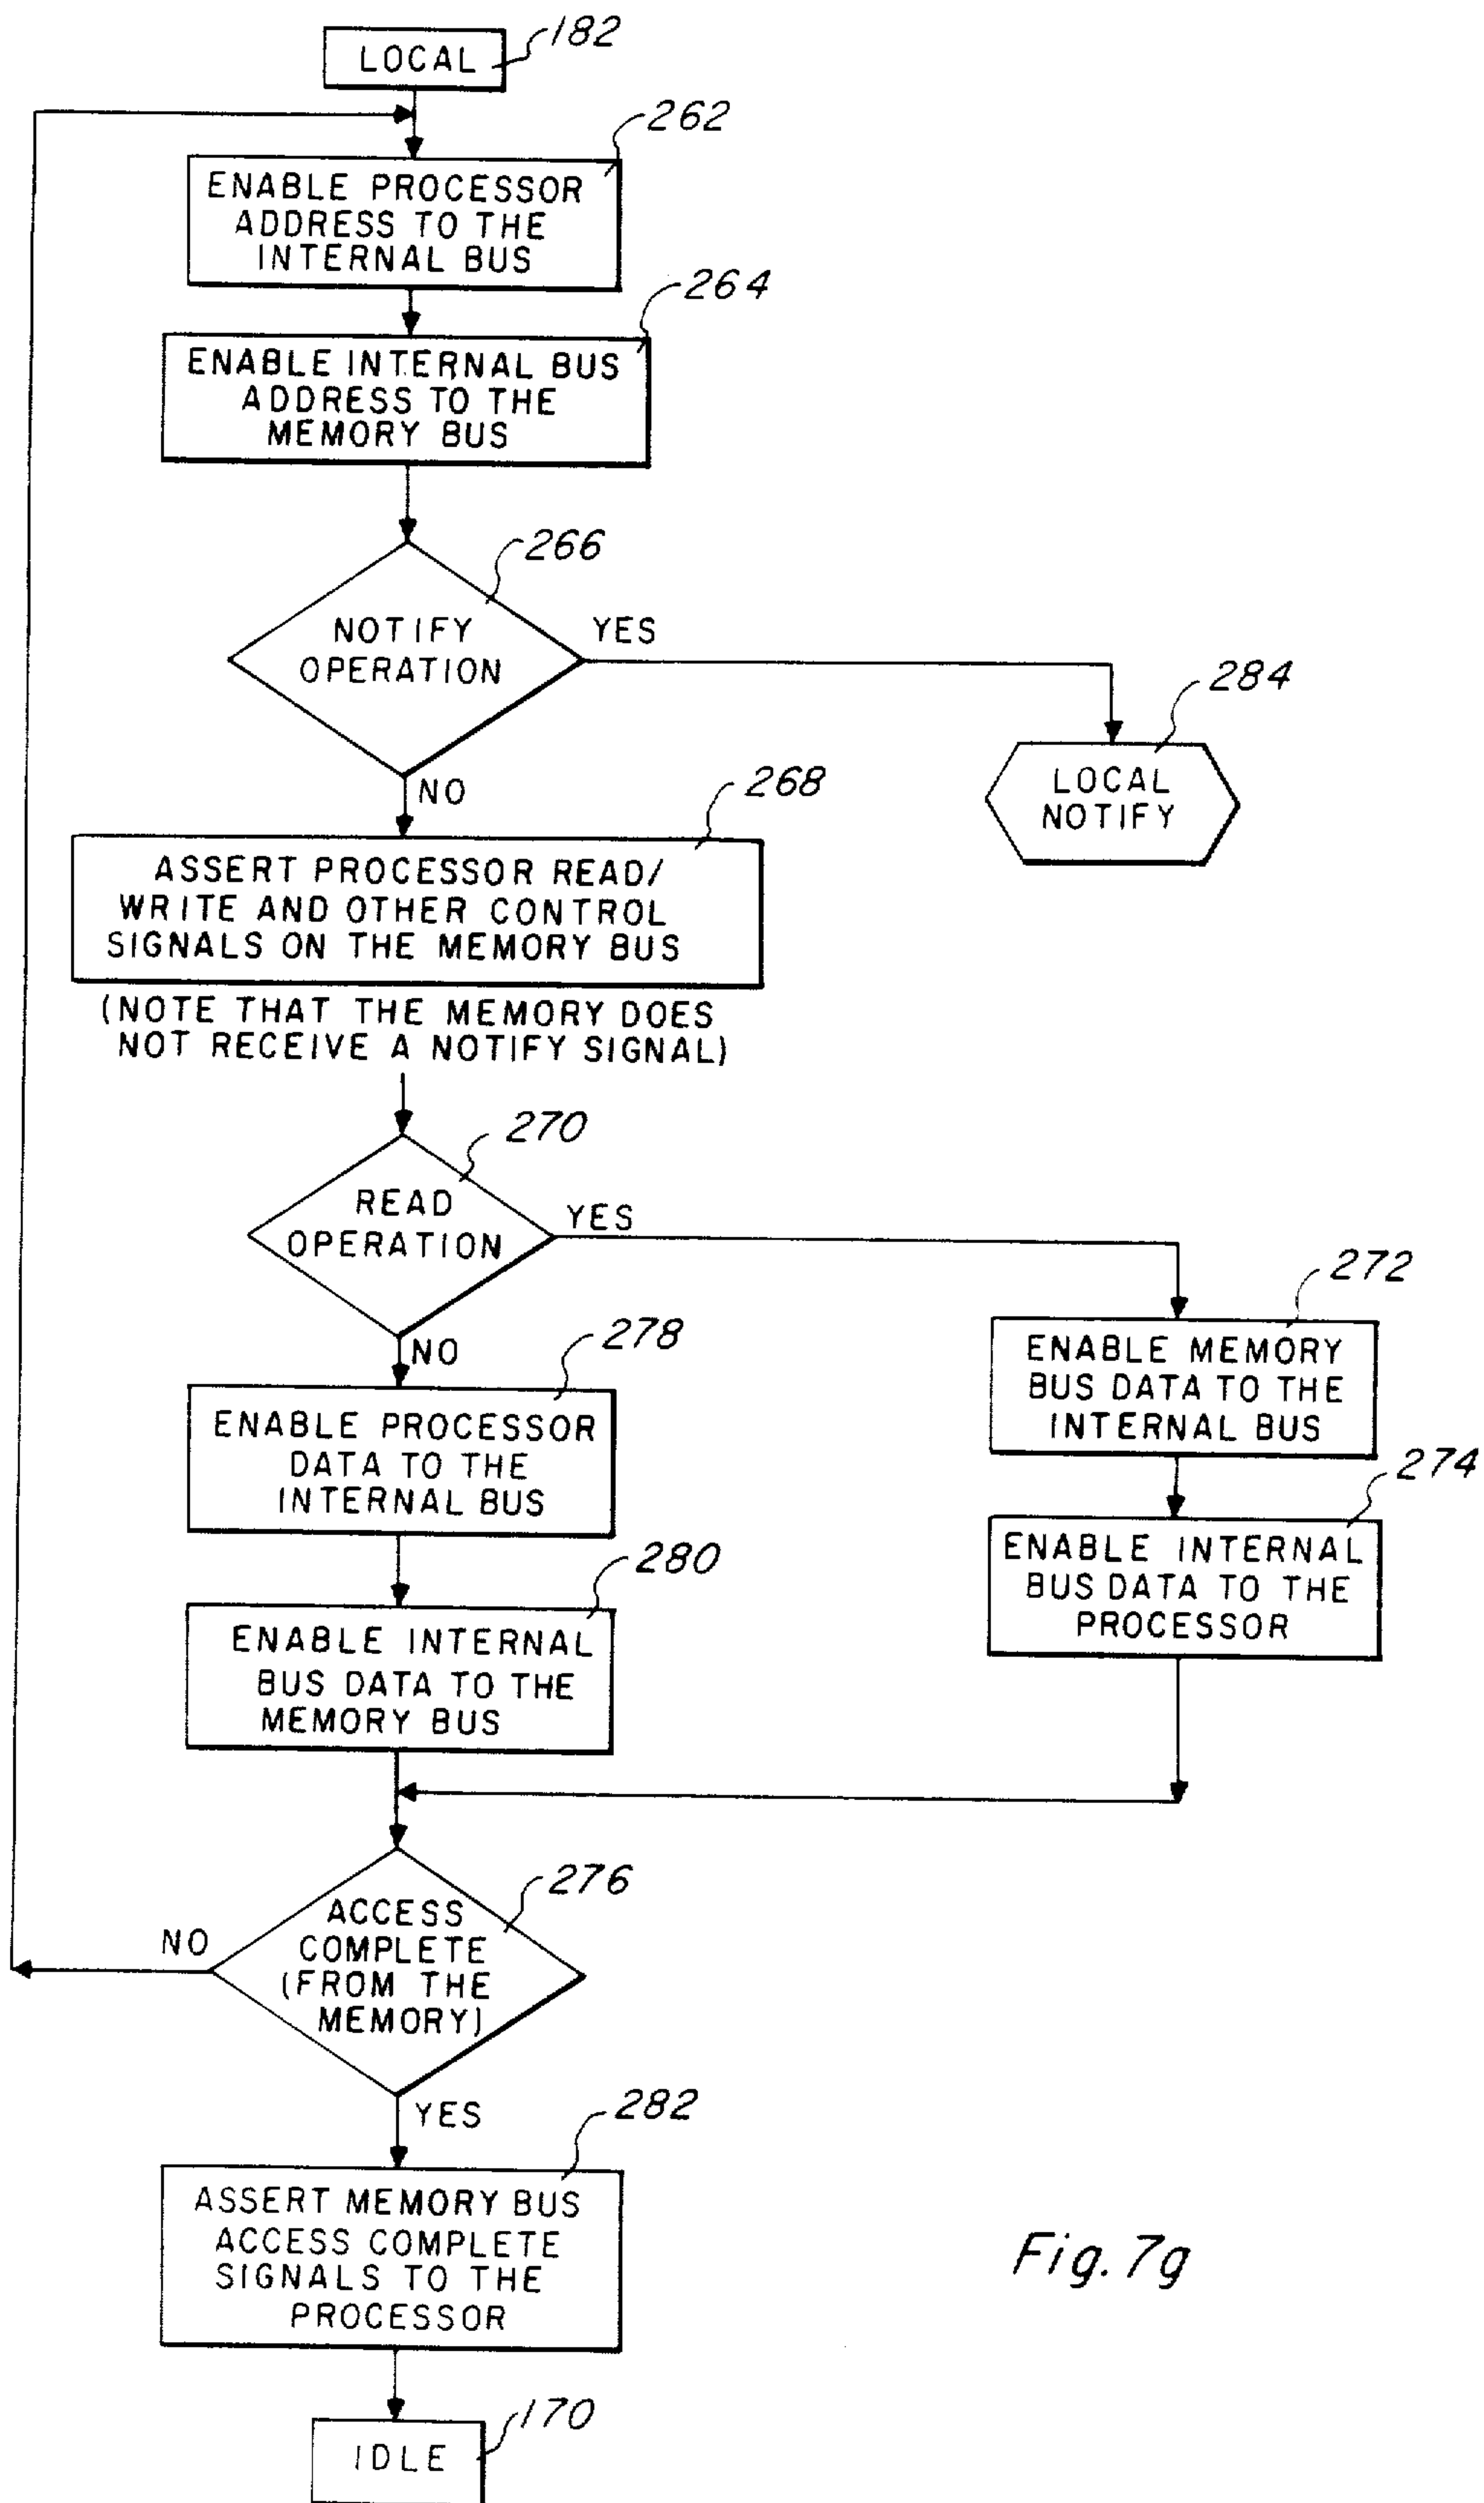 LOCAL
182
262
ENABLE PROCESSOR
ADDRESS TO THE
INTERNAL BUS
264
ENABLE INTERNAL BUS
ADDRESS TO THE
MEMORY BUS
266
NOTIFY
OPERATION
YES
284
LOCAL
NOTIFY
NO
268
ASSERT PROCESSOR READ/
WRITE AND OTHER CONTROL
SIGNALS ON THE MEMORY BUS
(NOTE THAT THE MEMORY DOES
NOT RECEIVE A NOTIFY SIGNAL)
270
READ
OPERATION
YES
272
ENABLE MEMORY
BUS DATA TO THE
INTERNAL BUS
274
ENABLE INTERNAL
BUS DATA TO THE
PROCESSOR
NO
278
ENABLE PROCESSOR
DATA TO THE
INTERNAL BUS
280
ENABLE INTERNAL
BUS DATA TO THE
MEMORY BUS
276
ACCESS
COMPLETE
(FROM THE
MEMORY)
NO
YES
282
ASSERT MEMORY BUS
ACCESS COMPLETE
SIGNALS TO THE
PROCESSOR
170
IDLE
Fig. 7g